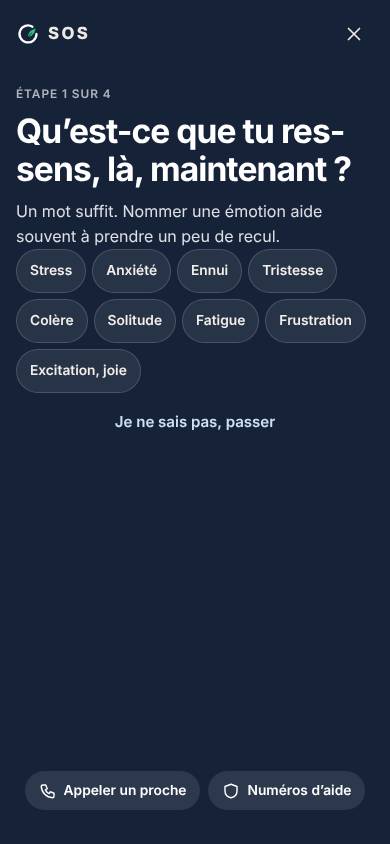 SOS
ÉTAPE 1 SUR 4
Qu’est-ce que tu res-
sens, là, maintenant ?
Un mot suffit. Nommer une émotion aide
souvent à prendre un peu de recul.
Stress Anxiété Ennui Tristesse
Colère Solitude Fatigue Frustration
Excitation, joie
Je ne sais pas, passer
Appeler un proche Numéros d’aide